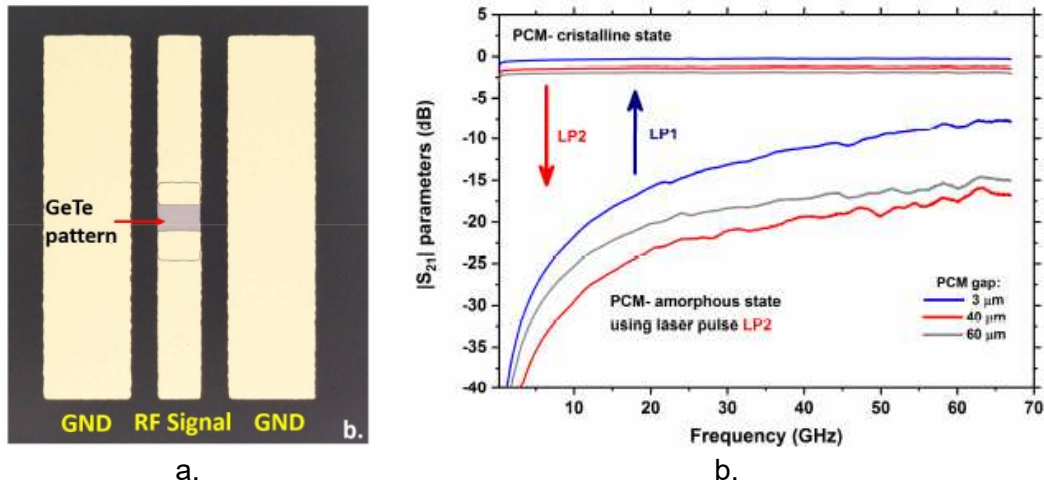 GeTe
pattern
GND RF Signal GND
b.
a.
5
0
-5
-10
-15
-20
-25
-30
-35
-40
|S21| parameters (dB)
PCM- cristalline state
LP2
LP1
PCM- amorphous state
using laser pulse LP2
PCM gap:
3 μm
40 μm
60 μm
10 20 30 40 50 60 70
Frequency (GHz)
b.